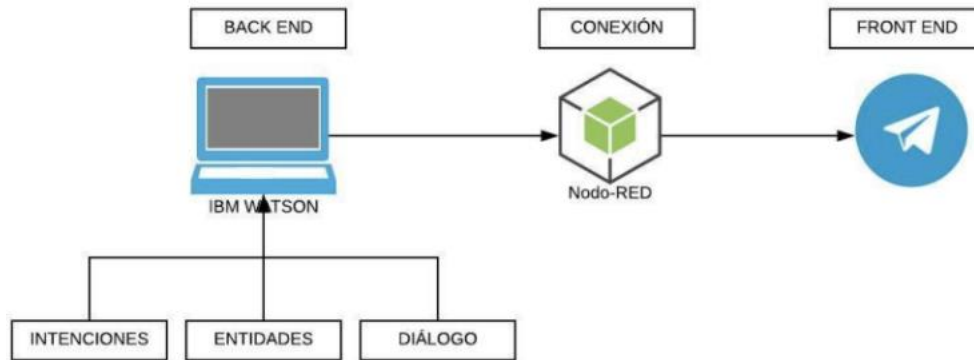 BACK END
CONEXIÓN
FRONT END
IBM WATSON
Nodo-RED
INTENCIONES
ENTIDADES
DIÁLOGO